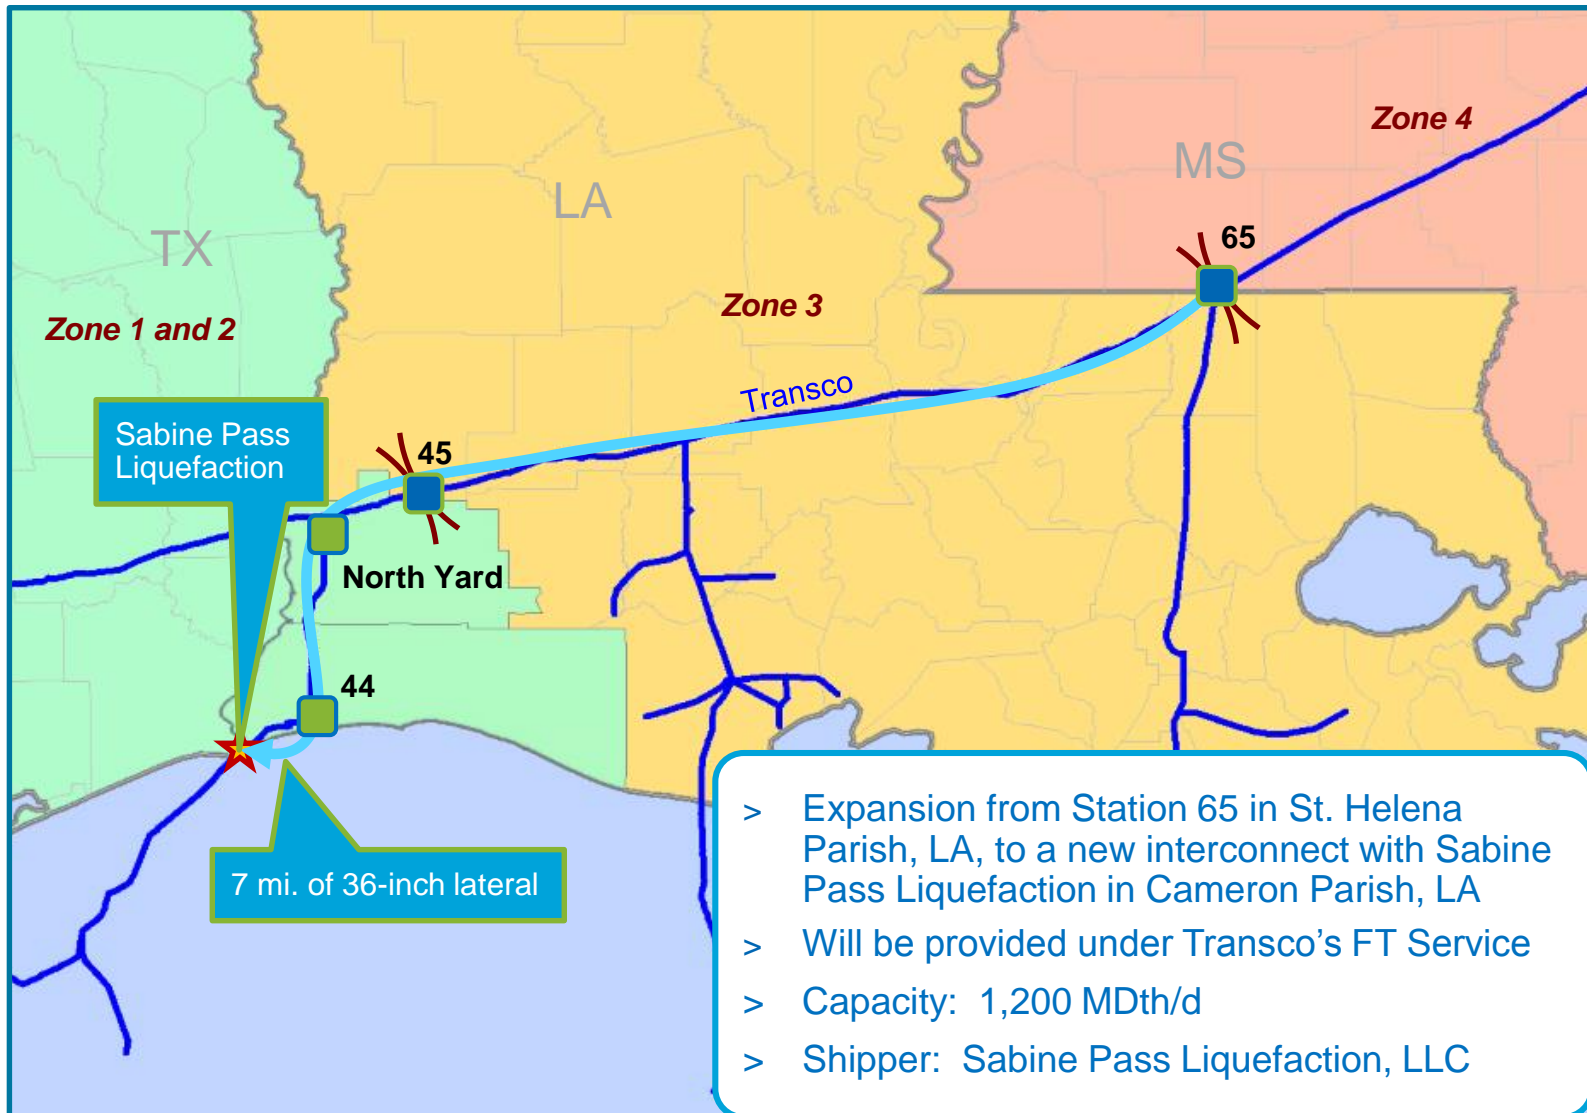 Zone 4
MS
LA
65
TX
Zone 3
Zone 1 and 2
Transco
Sabine Pass
Liquefaction
45
North Yard
44
7 mi. of 36-inch lateral
> Expansion from Station 65 in St. Helena
Parish, LA, to a new interconnect with Sabine
Pass Liquefaction in Cameron Parish, LA
> Will be provided under Transco’s FT Service
> Capacity: 1,200 MDth/d
> Shipper: Sabine Pass Liquefaction, LLC